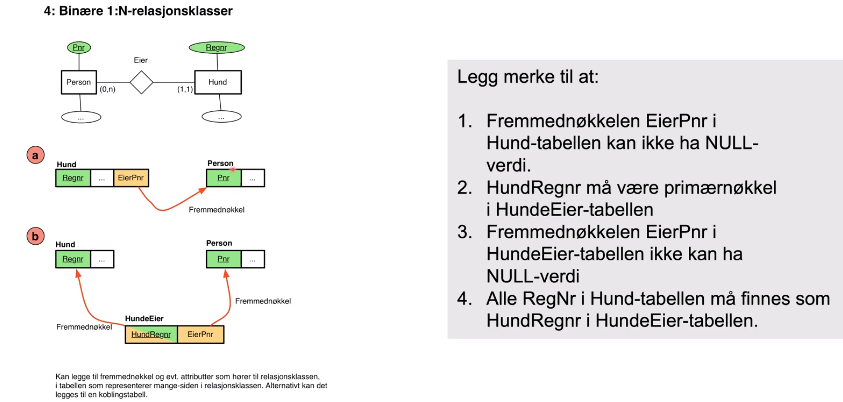 4: Binære 1:N-relasjonsklasser
Pnr
Regnr
Eier
Person
Hund
(0,n)
(1,1)
...
...
a
Hund
Person
Regnr
...
EierPnr
Pnr
...
Fremmednøkkel
b
Hund
Person
Regnr
...
Pnr
...
Fremmednøkkel
HundeEier
Fremmednøkkel
HundRegnr
EierPnr
Kan legge til fremmednøkkel og evt. attributter som hører til relasjonsklassen,
i tabellen som representerer mange-siden i relasjonsklassen. Alternativt kan det
legges til en koblingstabell.
Legg merke til at:
1. Fremmednøkkelen EierPnr i
Hund-tabellen kan ikke ha NULL-
verdi.
2. HundRegnr må være primærnøkkel
i HundeEier-tabellen
3. Fremmednøkkelen EierPnr i
HundeEier-tabellen ikke kan ha
NULL-verdi
4. Alle RegNr i Hund-tabellen må finnes som
HundRegnr i HundeEier-tabellen.